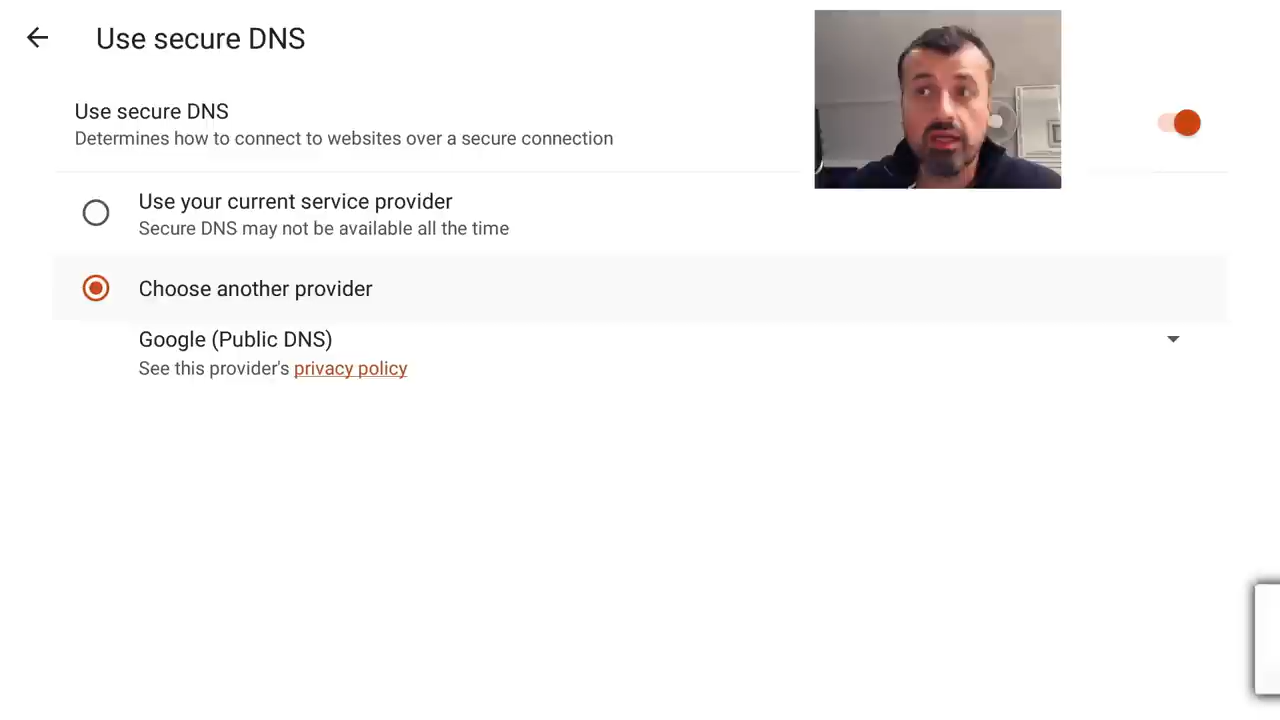 Use secure DNS
Use secure DNS
Determines how to connect to websites over a secure connection
Use your current service provider
Secure DNS may not be available all the time
Choose another provider
Google (Public DNS)
See this provider's privacy policy